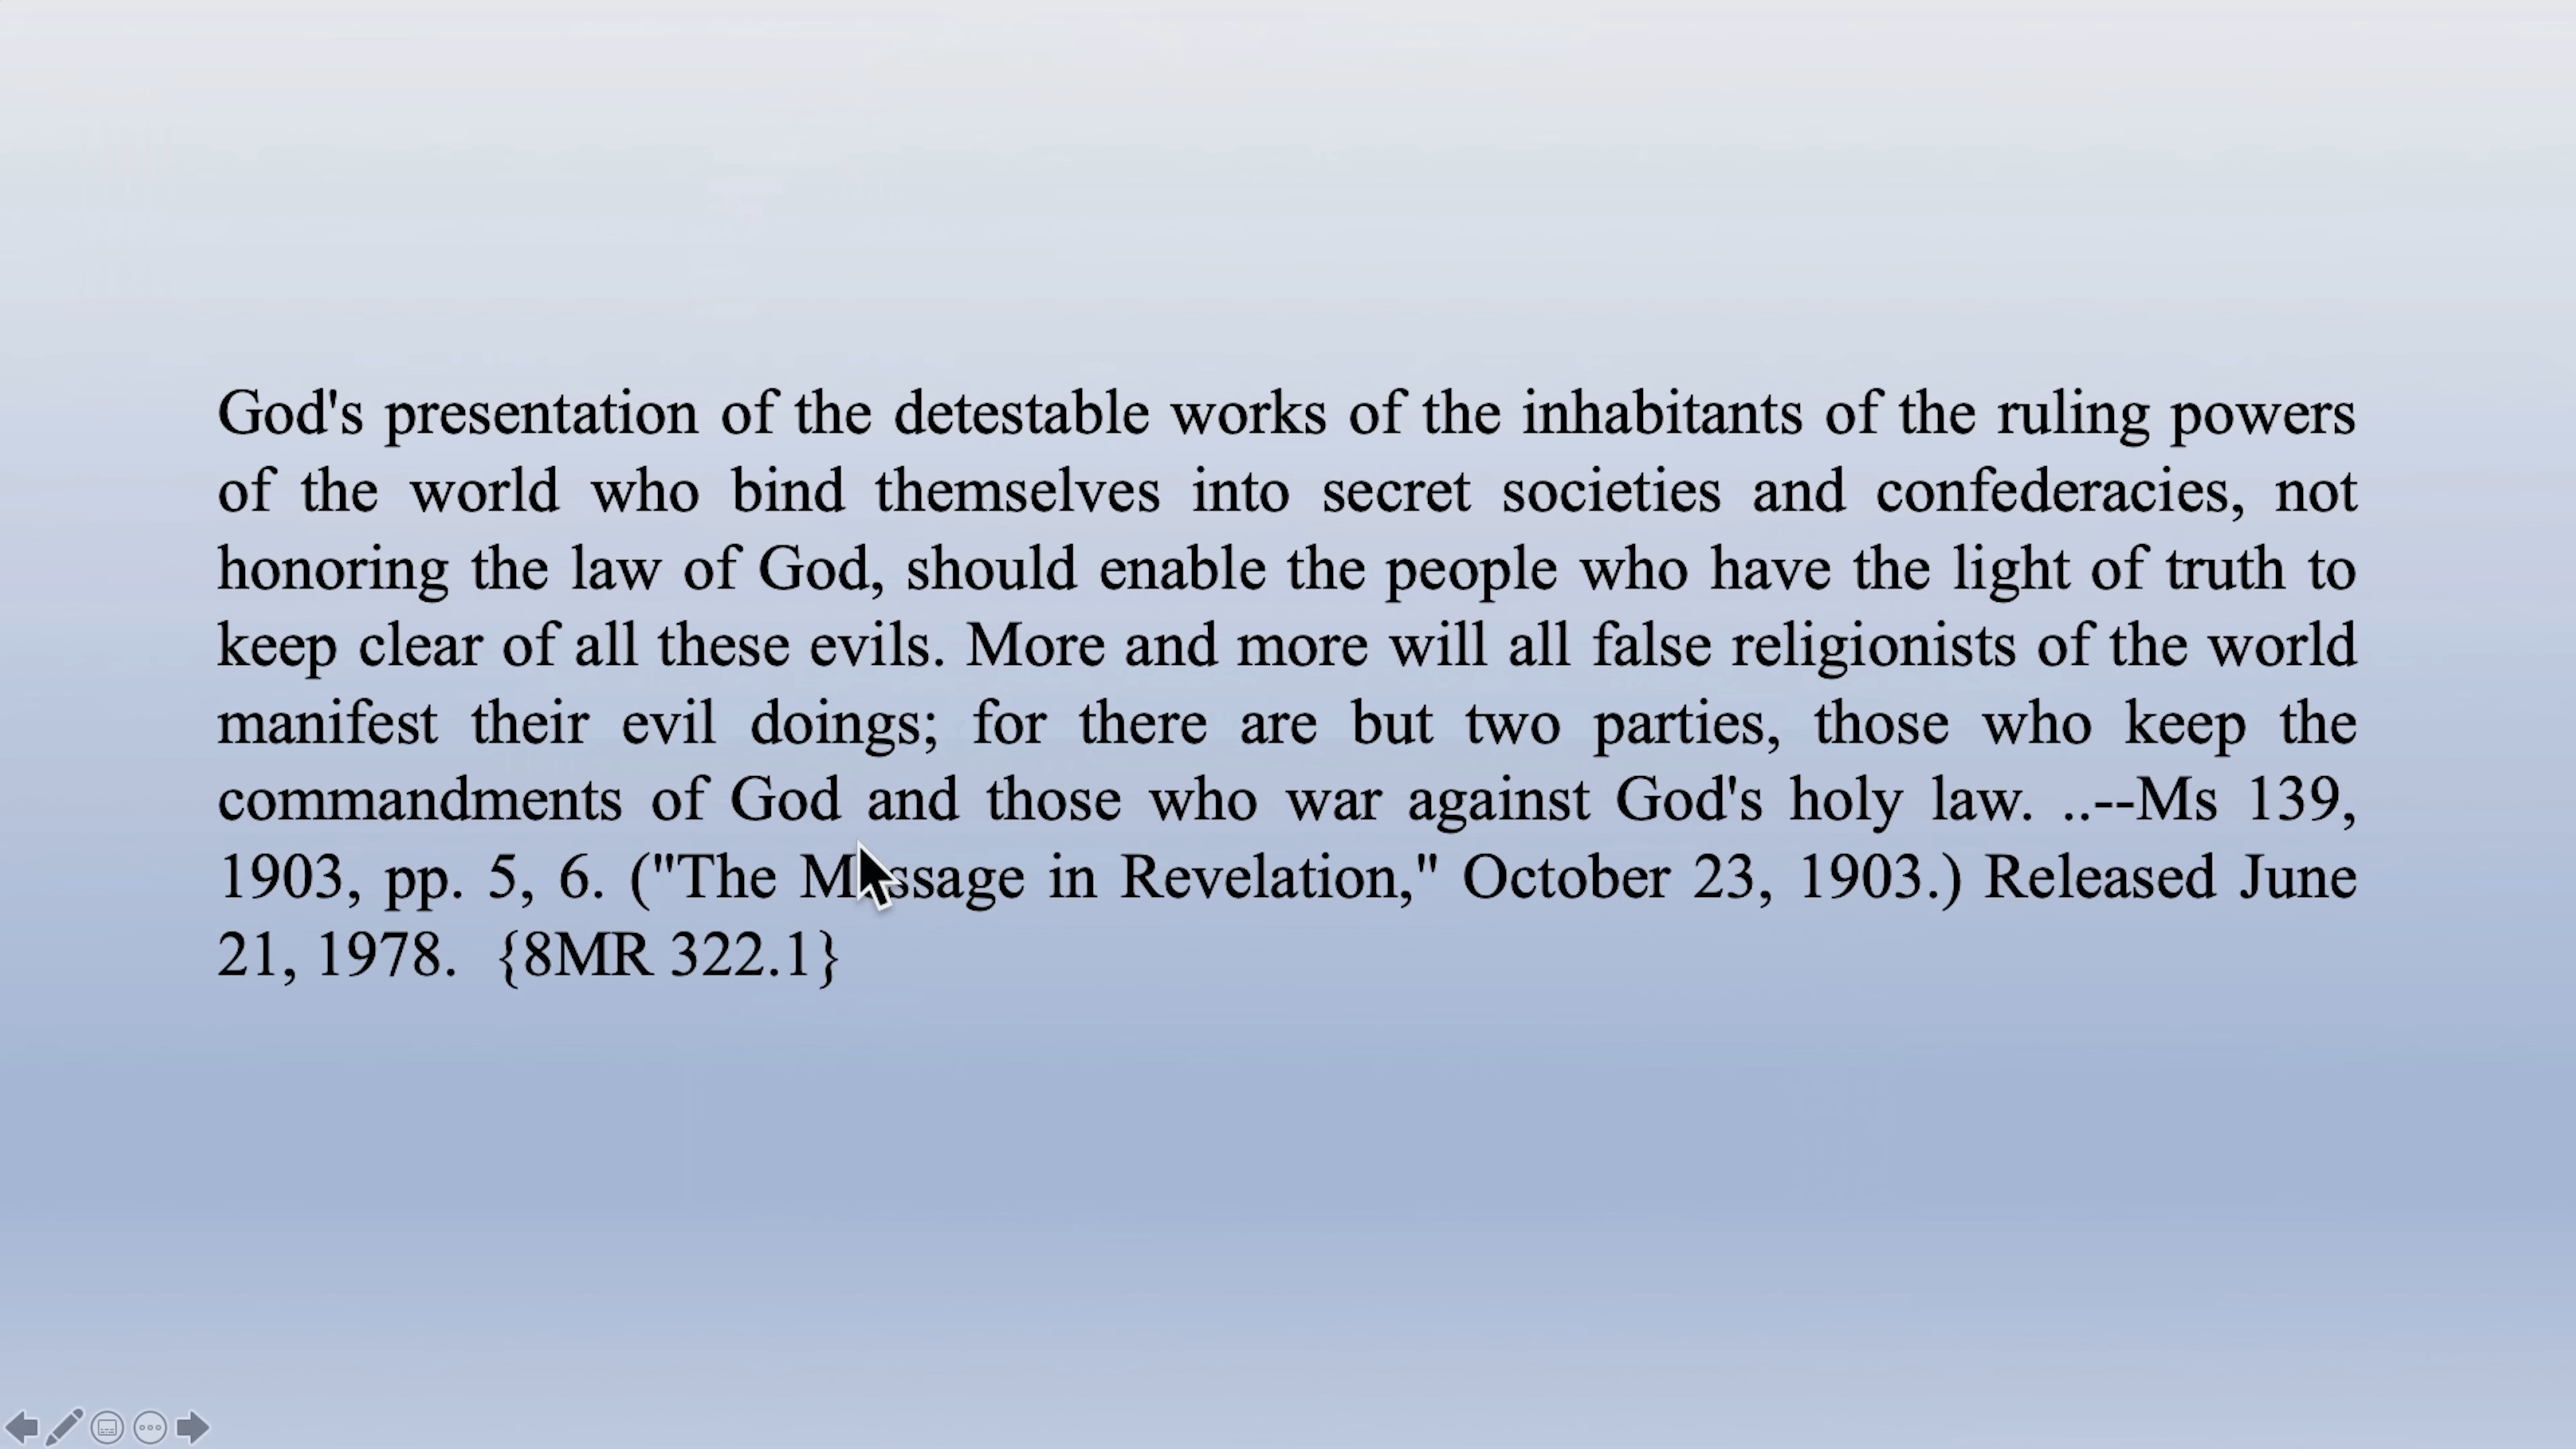 God's presentation of the detestable works of the inhabitants of the ruling powers
of the world who bind themselves into secret societies and confederacies, not
honoring the law of God, should enable the people who have the light of truth to
keep clear of all these evils. More and more will all false religionists of the world
manifest their evil doings; for there are but two parties, those who keep the
commandments of God and those who war against God's holy law. ..--Ms 139,
1903, pp. 5, 6. ("The Message in Revelation," October 23, 1903.) Released June
21, 1978.  {8MR 322.1}